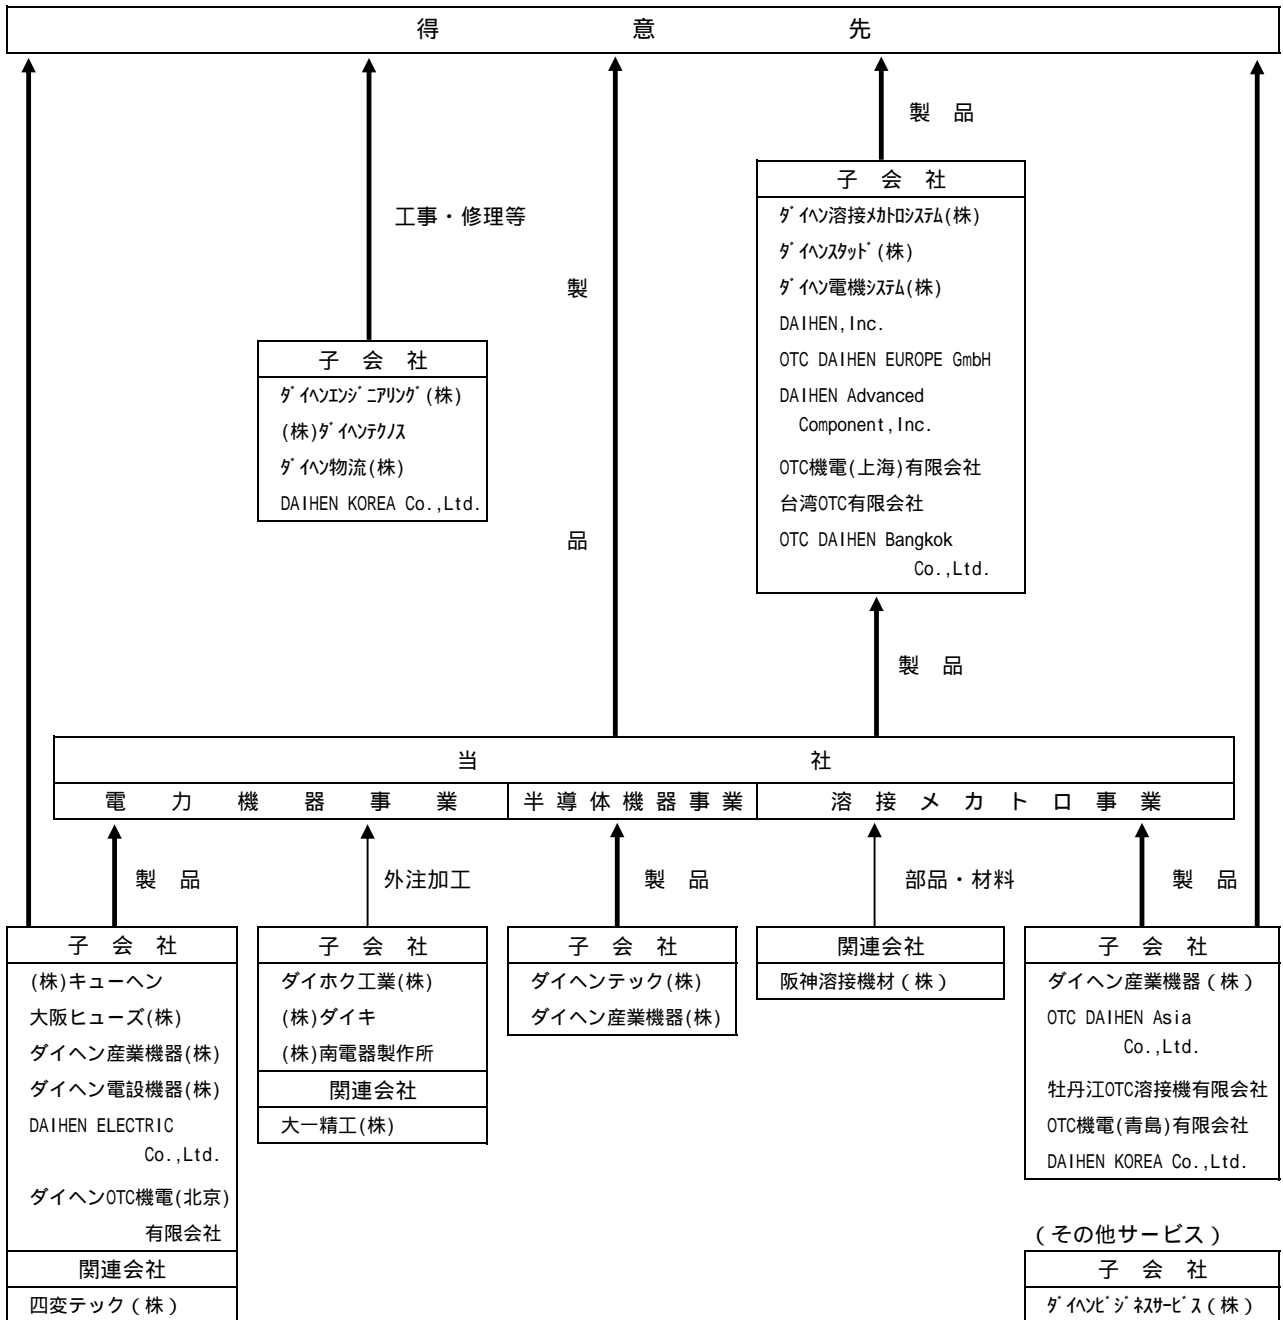 得意先
製品
子会社
ダイヘン溶接メカトロシステム(株)
ダイヘンスタッド(株)
ダイヘン電機システム(株)
DAIHEN,Inc.
OTC DAIHEN EUROPE GmbH
DAIHEN Advanced
Component,Inc.
OTC機電(上海)有限会社
台湾OTC有限会社
OTC DAIHEN Bangkok
Co.,Ltd.
工事・修理等
子会社
ダイヘンエンジニアリング(株)
(株)ダイヘンテクノス
ダイヘン物流(株)
DAIHEN KOREA Co.,Ltd.
製品
製品
当社
電力機器事業
半導体機器事業
溶接メカトロ事業
製品
外注加工
製品
部品・材料
製品
子会社
(株)キューヘン
大阪ヒューズ(株)
ダイヘン産業機器(株)
ダイヘン電設機器(株)
DAIHEN ELECTRIC
Co.,Ltd.
ダイヘンOTC機電(北京)
有限会社
関連会社
四変テック(株)
子会社
ダイホク工業(株)
(株)ダイキ
(株)南電器製作所
関連会社
大一精工(株)
子会社
ダイヘンテック(株)
ダイヘン産業機器(株)
関連会社
阪神溶接機材(株)
子会社
ダイヘン産業機器(株)
OTC DAIHEN Asia
Co.,Ltd.
牡丹江OTC溶接機有限会社
OTC機電(青島)有限会社
DAIHEN KOREA Co.,Ltd.
(その他サービス)
子会社
ダイヘンビジネスサービス(株)